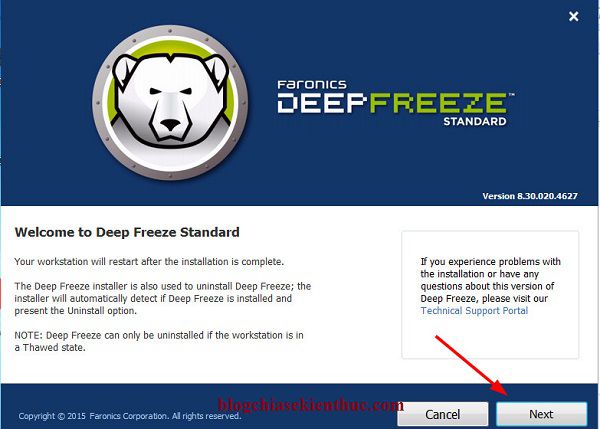 FARONICS
DEEPFREEZE™
STANDARD
Version 8.30.020.4627
Welcome to Deep Freeze Standard
Your workstation will restart after the installation is complete.
The Deep Freeze installer is also used to uninstall Deep Freeze; the
installer will automatically detect if Deep Freeze is installed and
present the Uninstall option.
NOTE: Deep Freeze can only be uninstalled if the workstation is in
a Thawed state.
If you experience problems with
the installation or have any
questions about this version of
Deep Freeze, please visit our
Technical Support Portal
Copyright © 2015 Faronics Corporation. All rights reserved.
blogchiasekienthuc.com
Cancel
Next